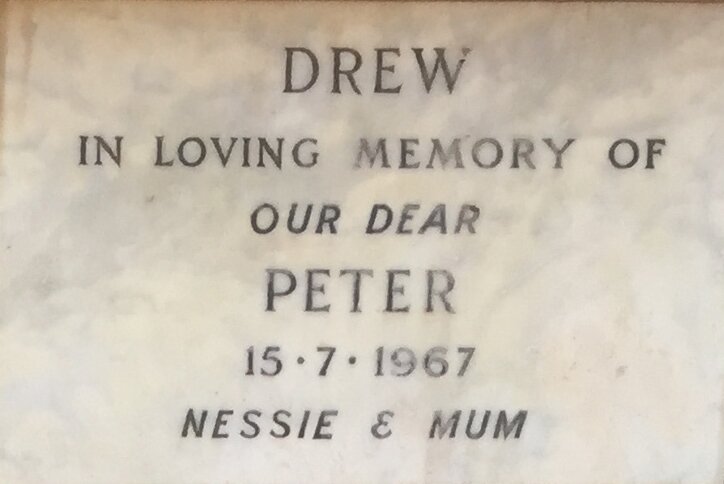 DREW
IN LOVING MEMORY OF
OUR DEAR
PETER
15·7·1967
NESSIE & MUM